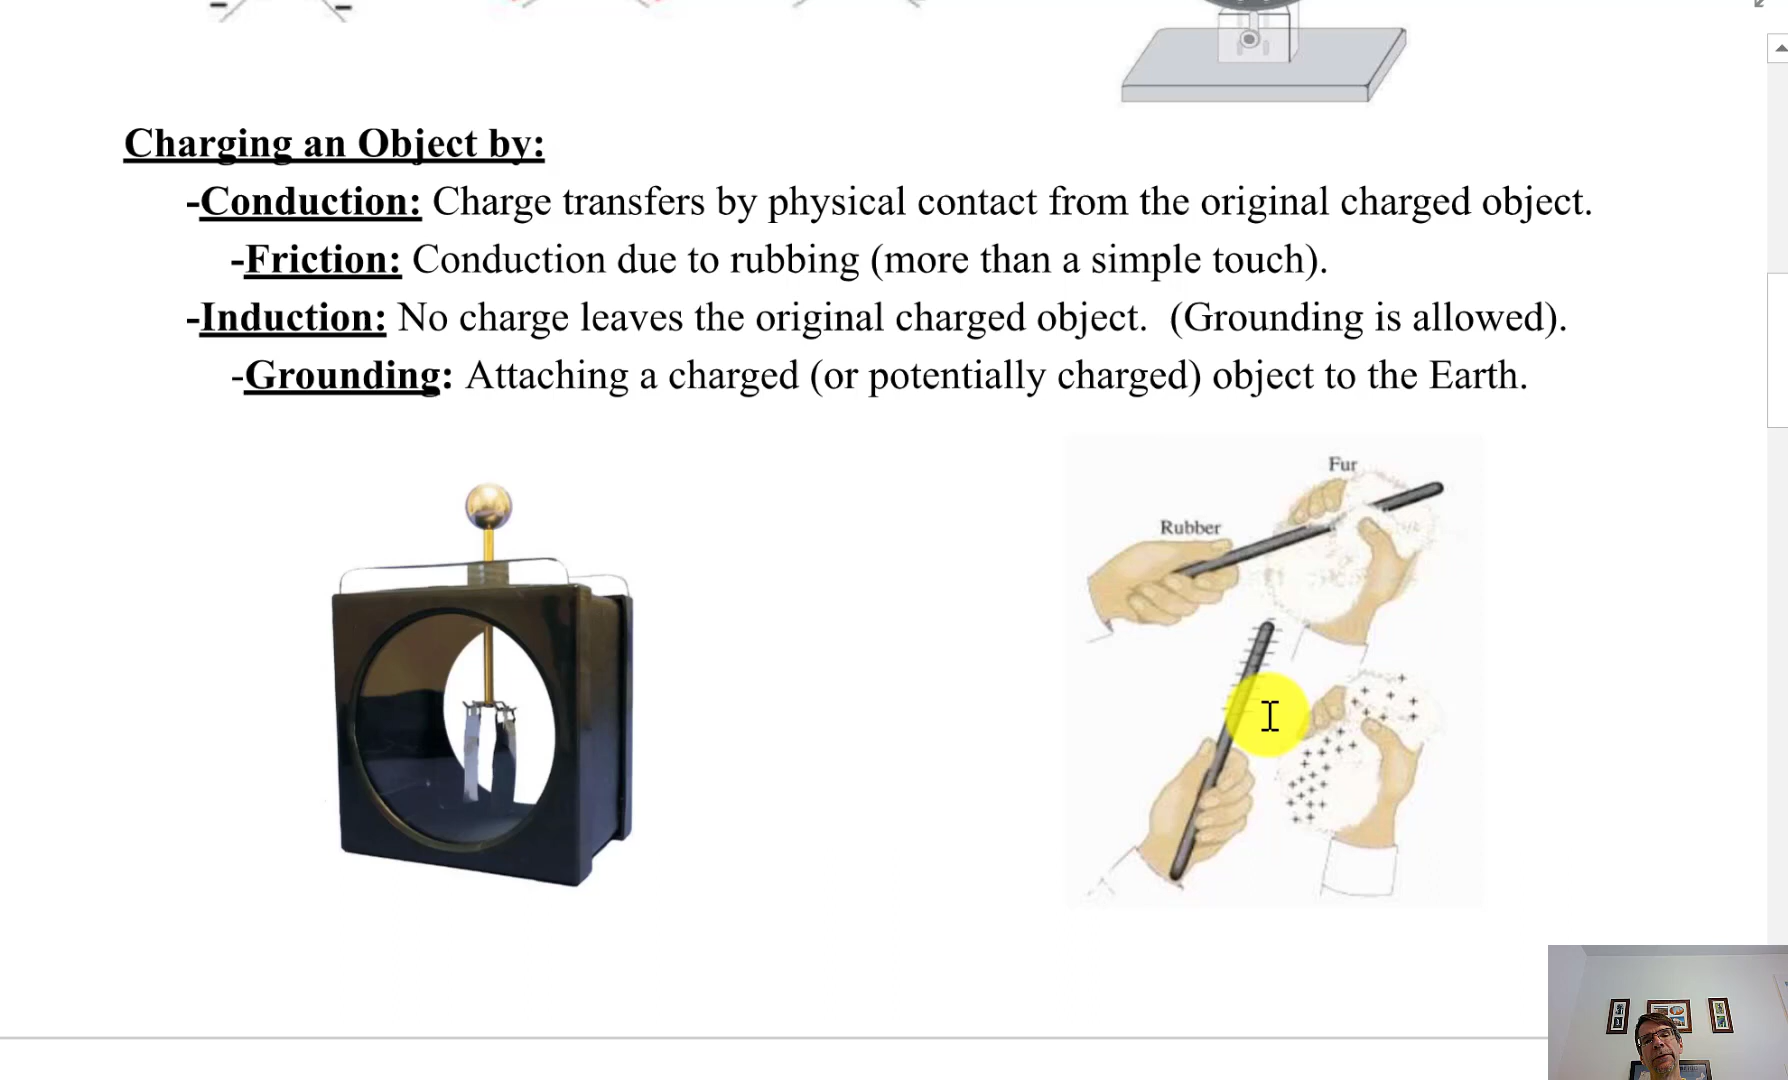 Charging an Object by:
-Conduction: Charge transfers by physical contact from the original charged object.
-Friction: Conduction due to rubbing (more than a simple touch).
-Induction: No charge leaves the original charged object. (Grounding is allowed).
-Grounding: Attaching a charged (or potentially charged) object to the Earth.
Fur
Rubber